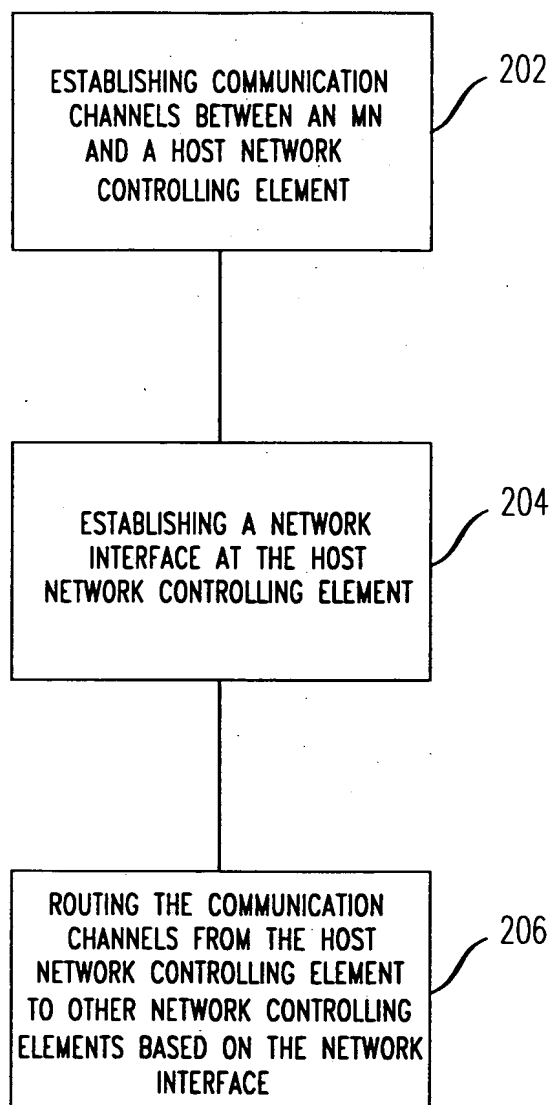 ESTABLISHING COMMUNICATION
CHANNELS BETWEEN AN MN
AND A HOST NETWORK
CONTROLLING ELEMENT
202
ESTABLISHING A NETWORK
INTERFACE AT THE HOST
NETWORK CONTROLLING ELEMENT
204
ROUTING THE COMMUNICATION
CHANNELS FROM THE HOST
NETWORK CONTROLLING ELEMENT
TO OTHER NETWORK CONTROLLING
ELEMENTS BASED ON THE NETWORK
INTERFACE
206